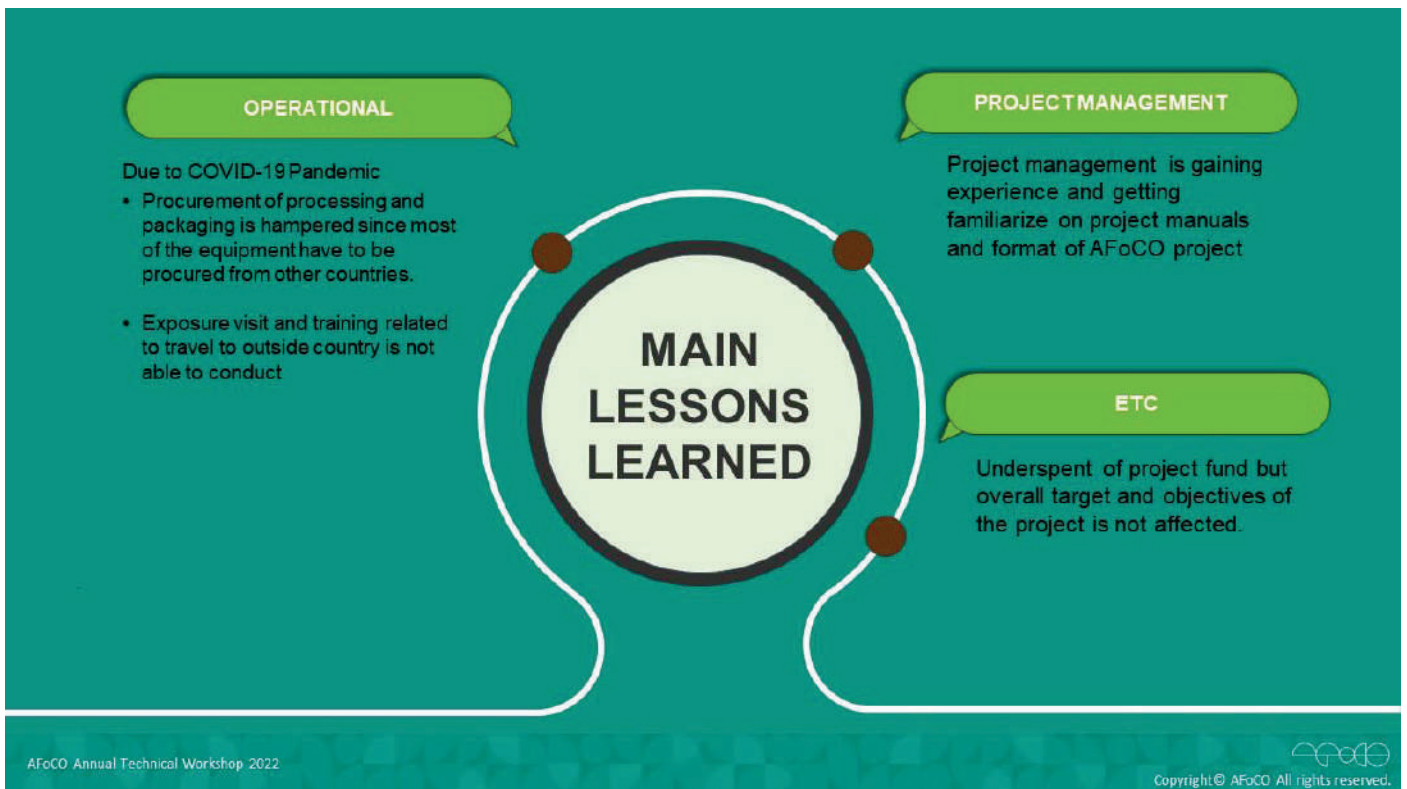 OPERATIONAL
Due to COVID-19 Pandemic
• Procurement of processing and
packaging is hampered since most
of the equipment have to be
procured from other countries.
• Exposure visit and training related
to travel to outside country is not
able to conduct
MAIN
LESSONS
LEARNED
PROJECT MANAGEMENT
Project management is gaining
experience and getting
familiarize on project manuals
and format of AFoCO project
ETC
Underspent of project fund but
overall target and objectives of
the project is not affected.
AFoCO Annual Technical Workshop 2022
AFoCO
Copyright© AFoCO All rights reserved.